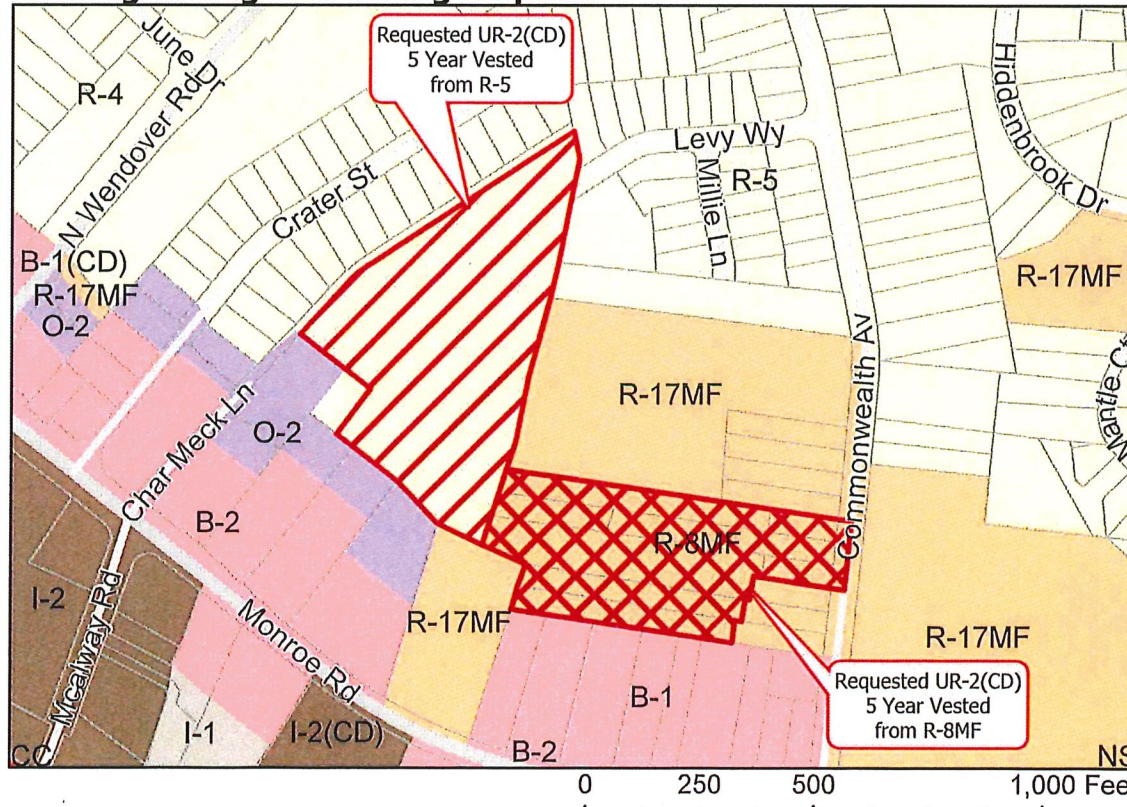 June Dr
N Wendover Rd
R-4
Requested UR-2(CD)
5 Year Vested
from R-5
Crater St
Levy Wy
Millie Ln
R-5
Hiddenbrook Dr
B-1(CD)
R-17MF
O-2
R-17MF
Mantle Ct
R-17MF
Commonwealth Av
O-2
Char Meck Ln
B-2
R-8MF
I-2
Mcalway Rd
Monroe Rd
R-17MF
R-17MF
B-1
Requested UR-2(CD)
5 Year Vested
from R-8MF
I-1
I-2(CD)
B-2
CC
NS
0 250 500 1,000 Fee